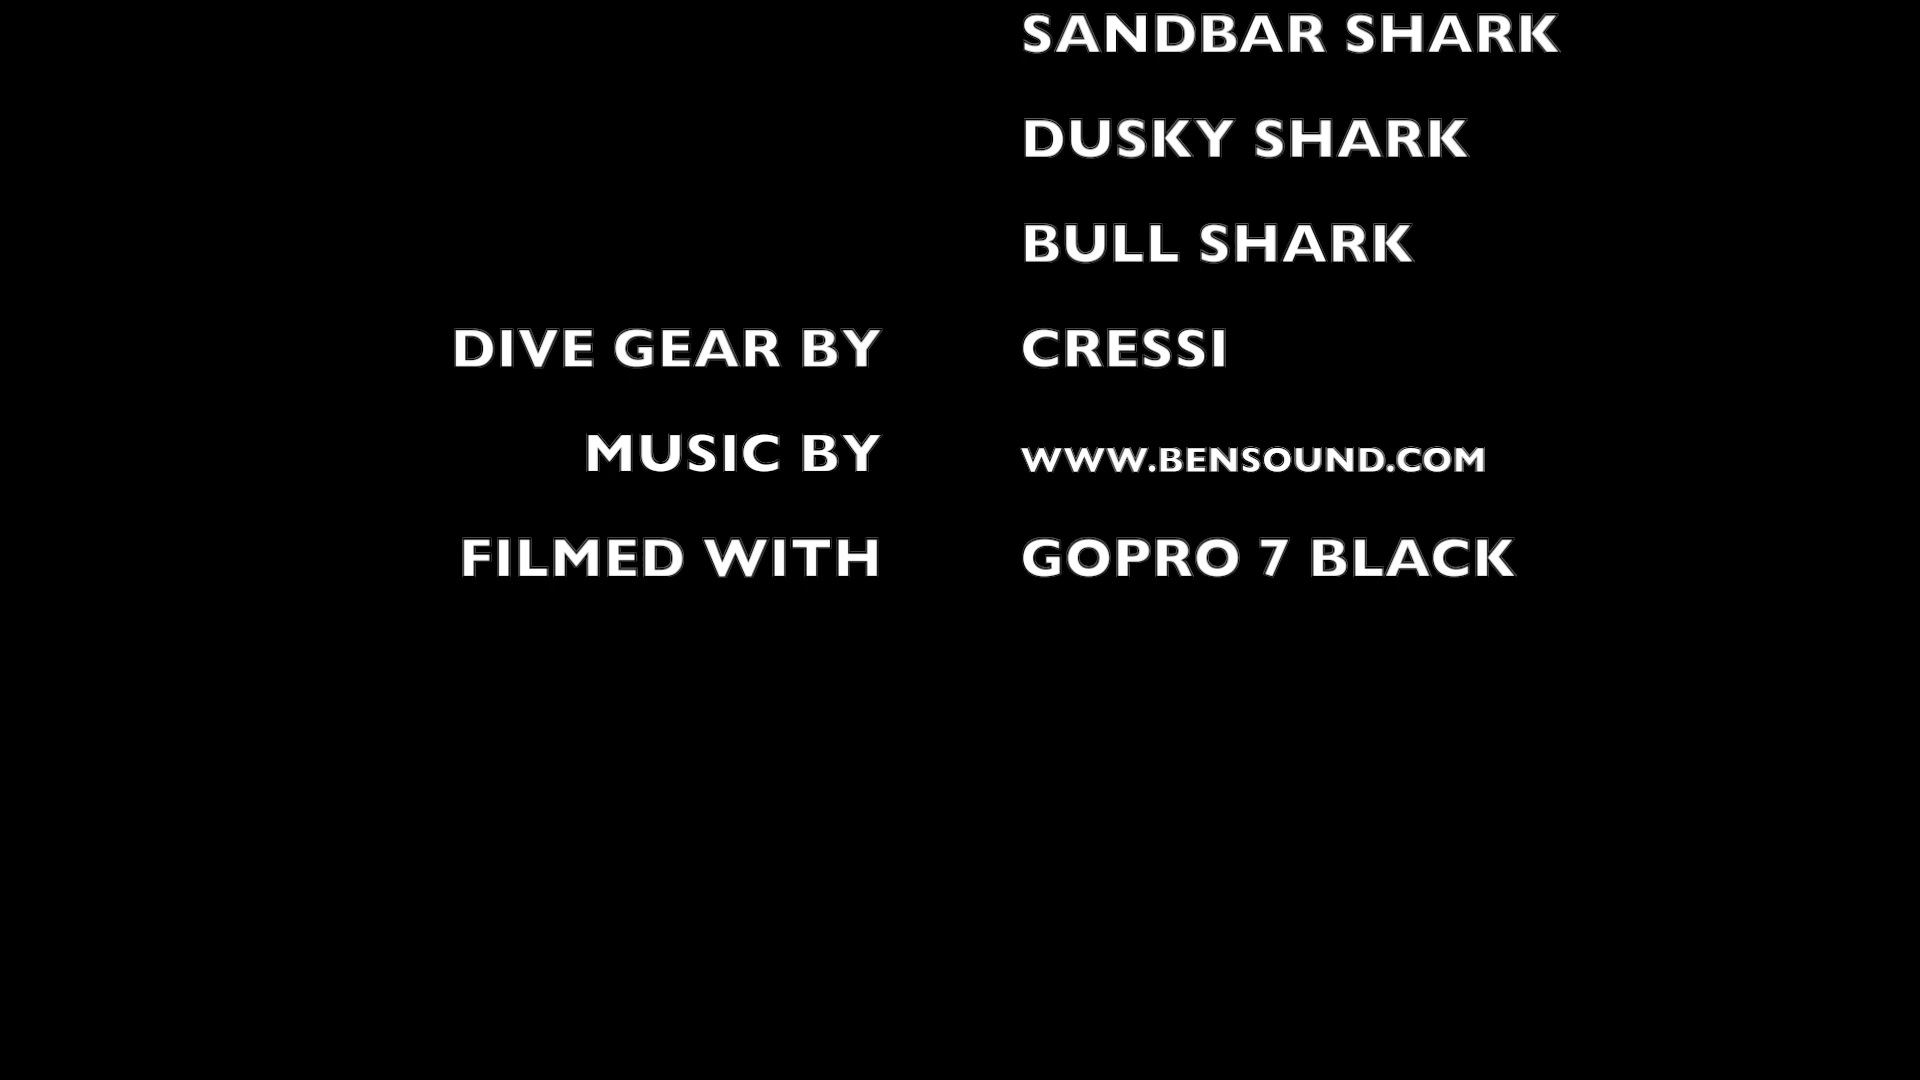 SANDBAR SHARK
DUSKY SHARK
BULL SHARK
DIVE GEAR BY CRESSI
MUSIC BY WWW.BENSOUND.COM
FILMED WITH GOPRO 7 BLACK